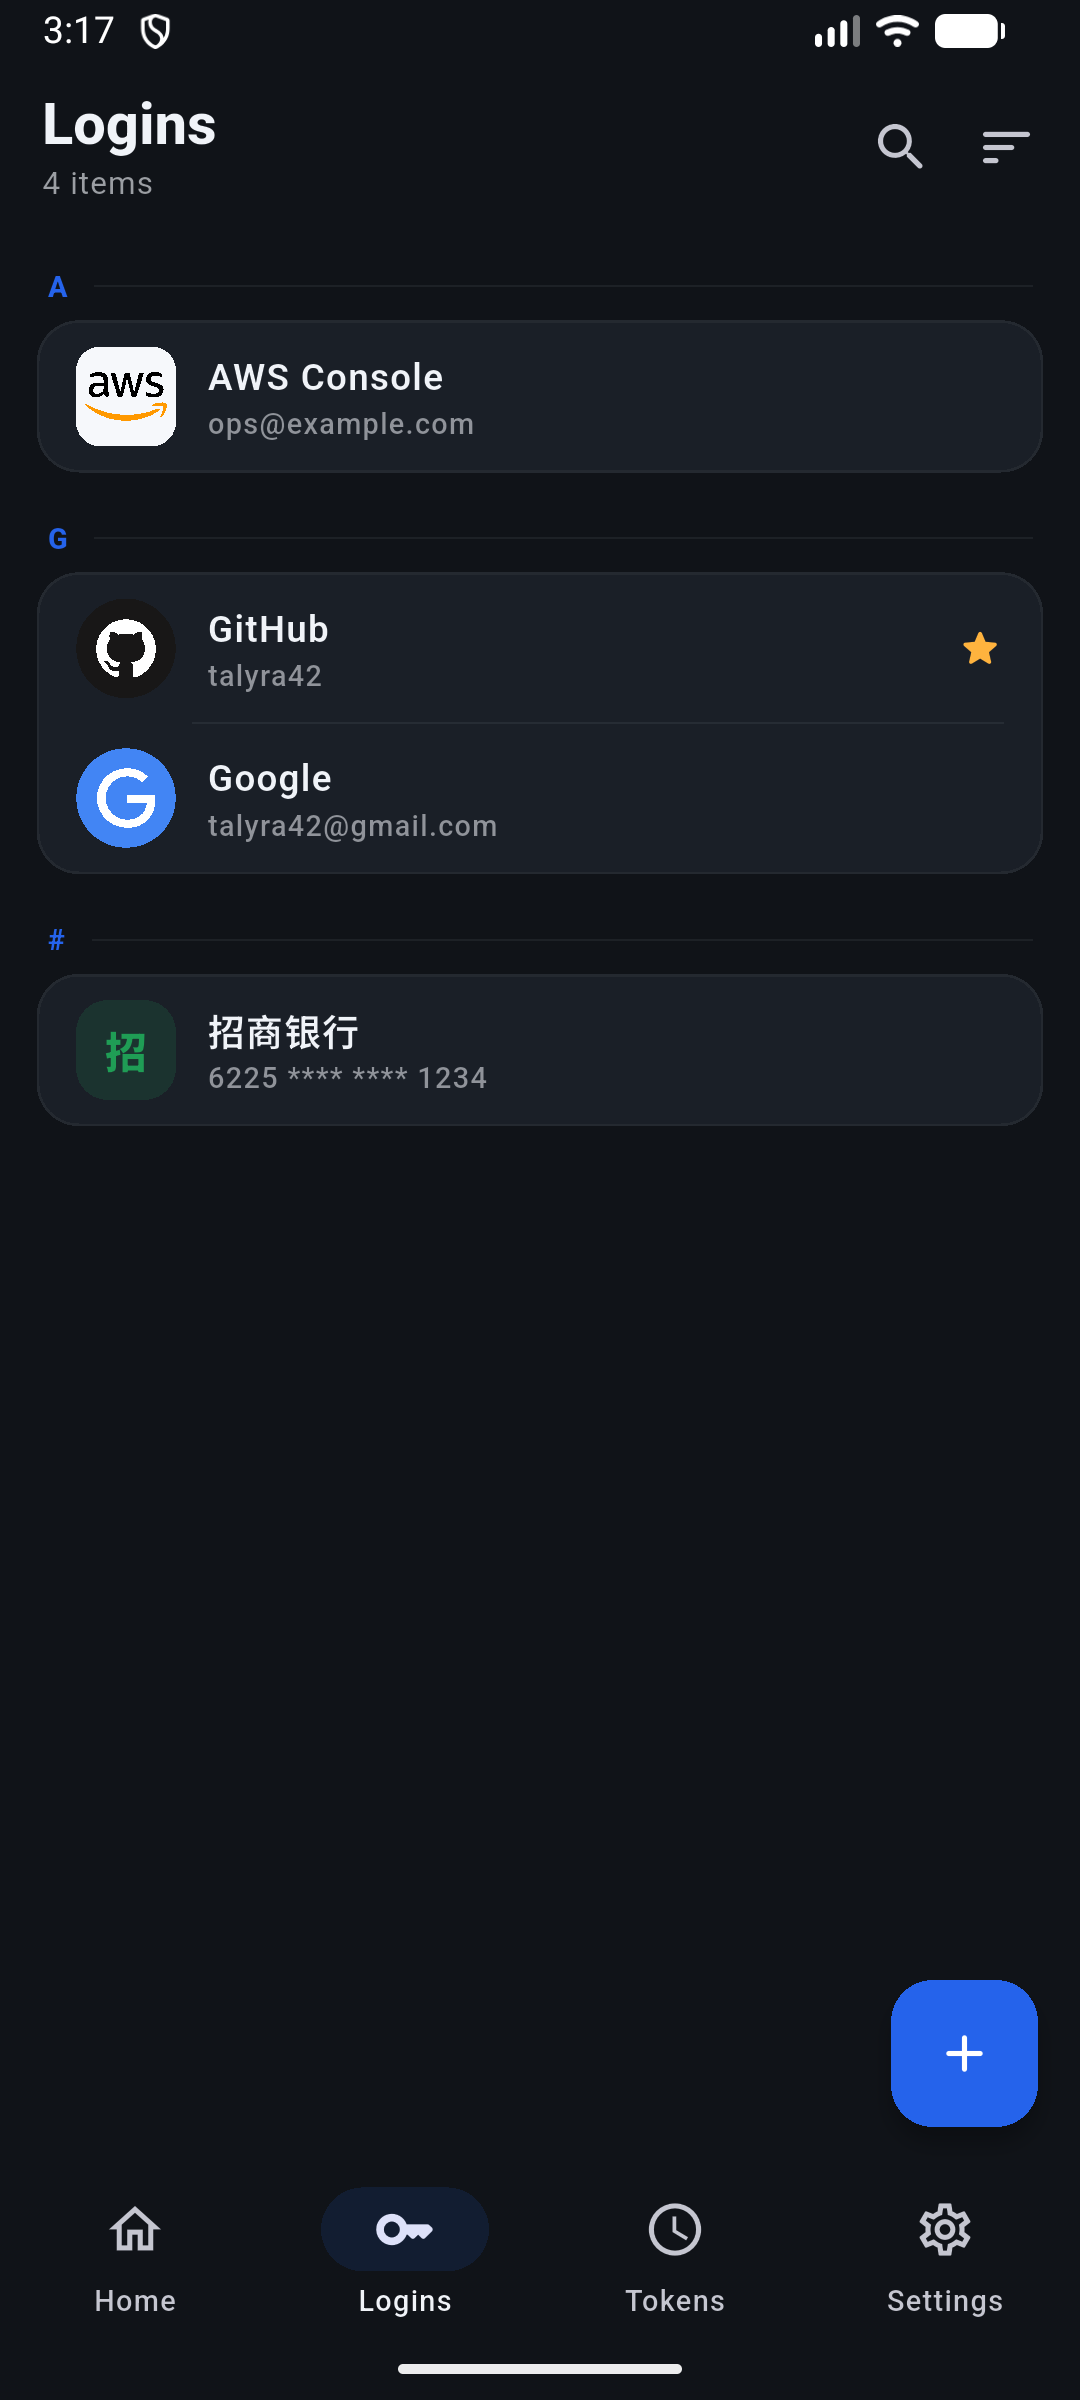 3:17
Logins
4 items
A
aws
AWS Console
ops@example.com
G
GitHub
talyra42
Google
talyra42@gmail.com
#
招
招商银行
6225 **** **** 1234
Home
Logins
Tokens
Settings